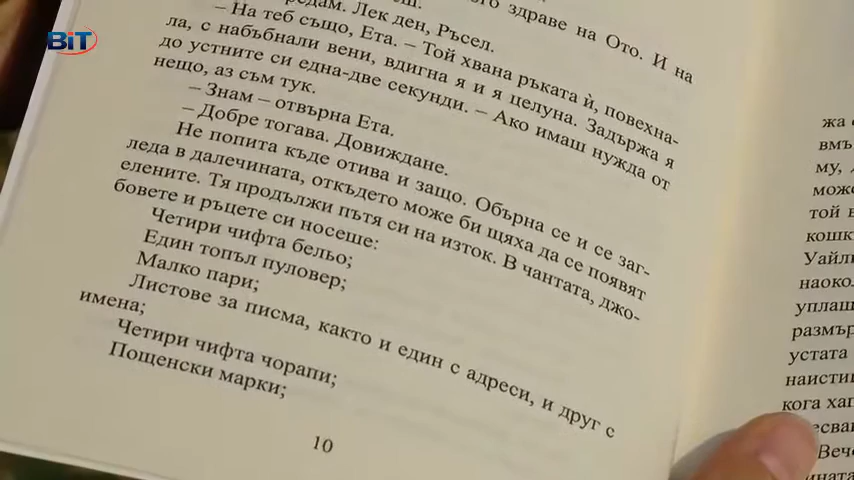 BiT
здраве на Ото. И на
редам. Лек ден, Ръсел.
– На теб също, Ета. – Той хвана ръката ѝ, повехна-
ла, с набъбнали вени, вдигна я и я целуна. Задържа я
до устните си една-две секунди. – Ако имаш нужда от
нещо, аз съм тук.
– Знам – отвърна Ета.
– Добре тогава. Довиждане.
Не попита къде отива и защо. Обърна се и се заг-
леда в далечината, откъдето може би щяха да се появят
елените. Тя продължи пътя си на изток. В чантата, джо-
бовете и ръцете си носеше:
Четири чифта бельо;
Един топъл пуловер;
Малко пари;
Листове за писма, както и един с адреси, и друг с
имена;
Четири чифта чорапи;
Пощенски марки;
10
жа
вмъ
му,
може
той в
кошк
Уайл
наокол
уплаш
размър
устата
наисти
кога хап
Вече